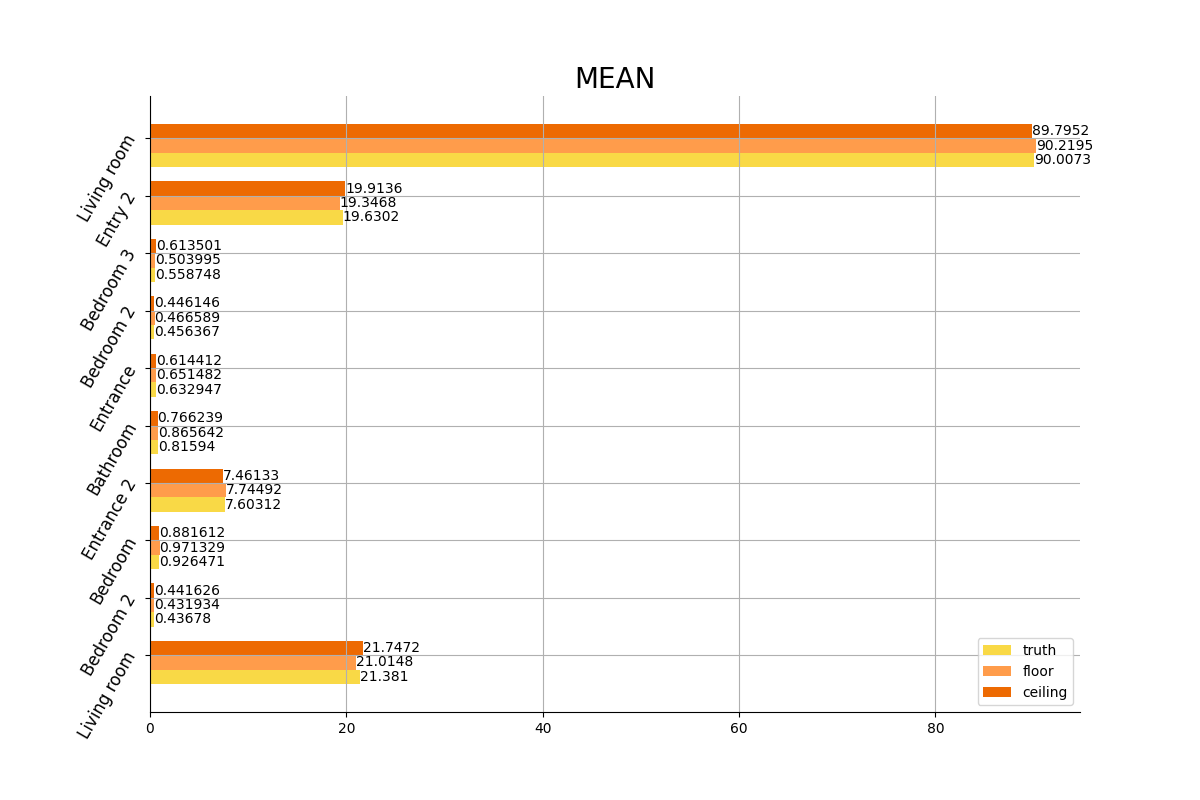 MEAN
Living room
89.7952
90.2195
90.0073
Entry 2
19.9136
19.3468
19.6302
Bedroom 3
0.613501
0.503995
0.558748
Bedroom 2
0.446146
0.466589
0.456367
Entrance
0.614412
0.651482
0.632947
Bathroom
0.766239
0.865642
0.81594
Entrance 2
7.46133
7.74492
7.60312
Bedroom
0.881612
0.971329
0.926471
Bedroom 2
0.441626
0.431934
0.43678
Living room
21.7472
21.0148
21.381
truth
floor
ceiling
0 20 40 60 80